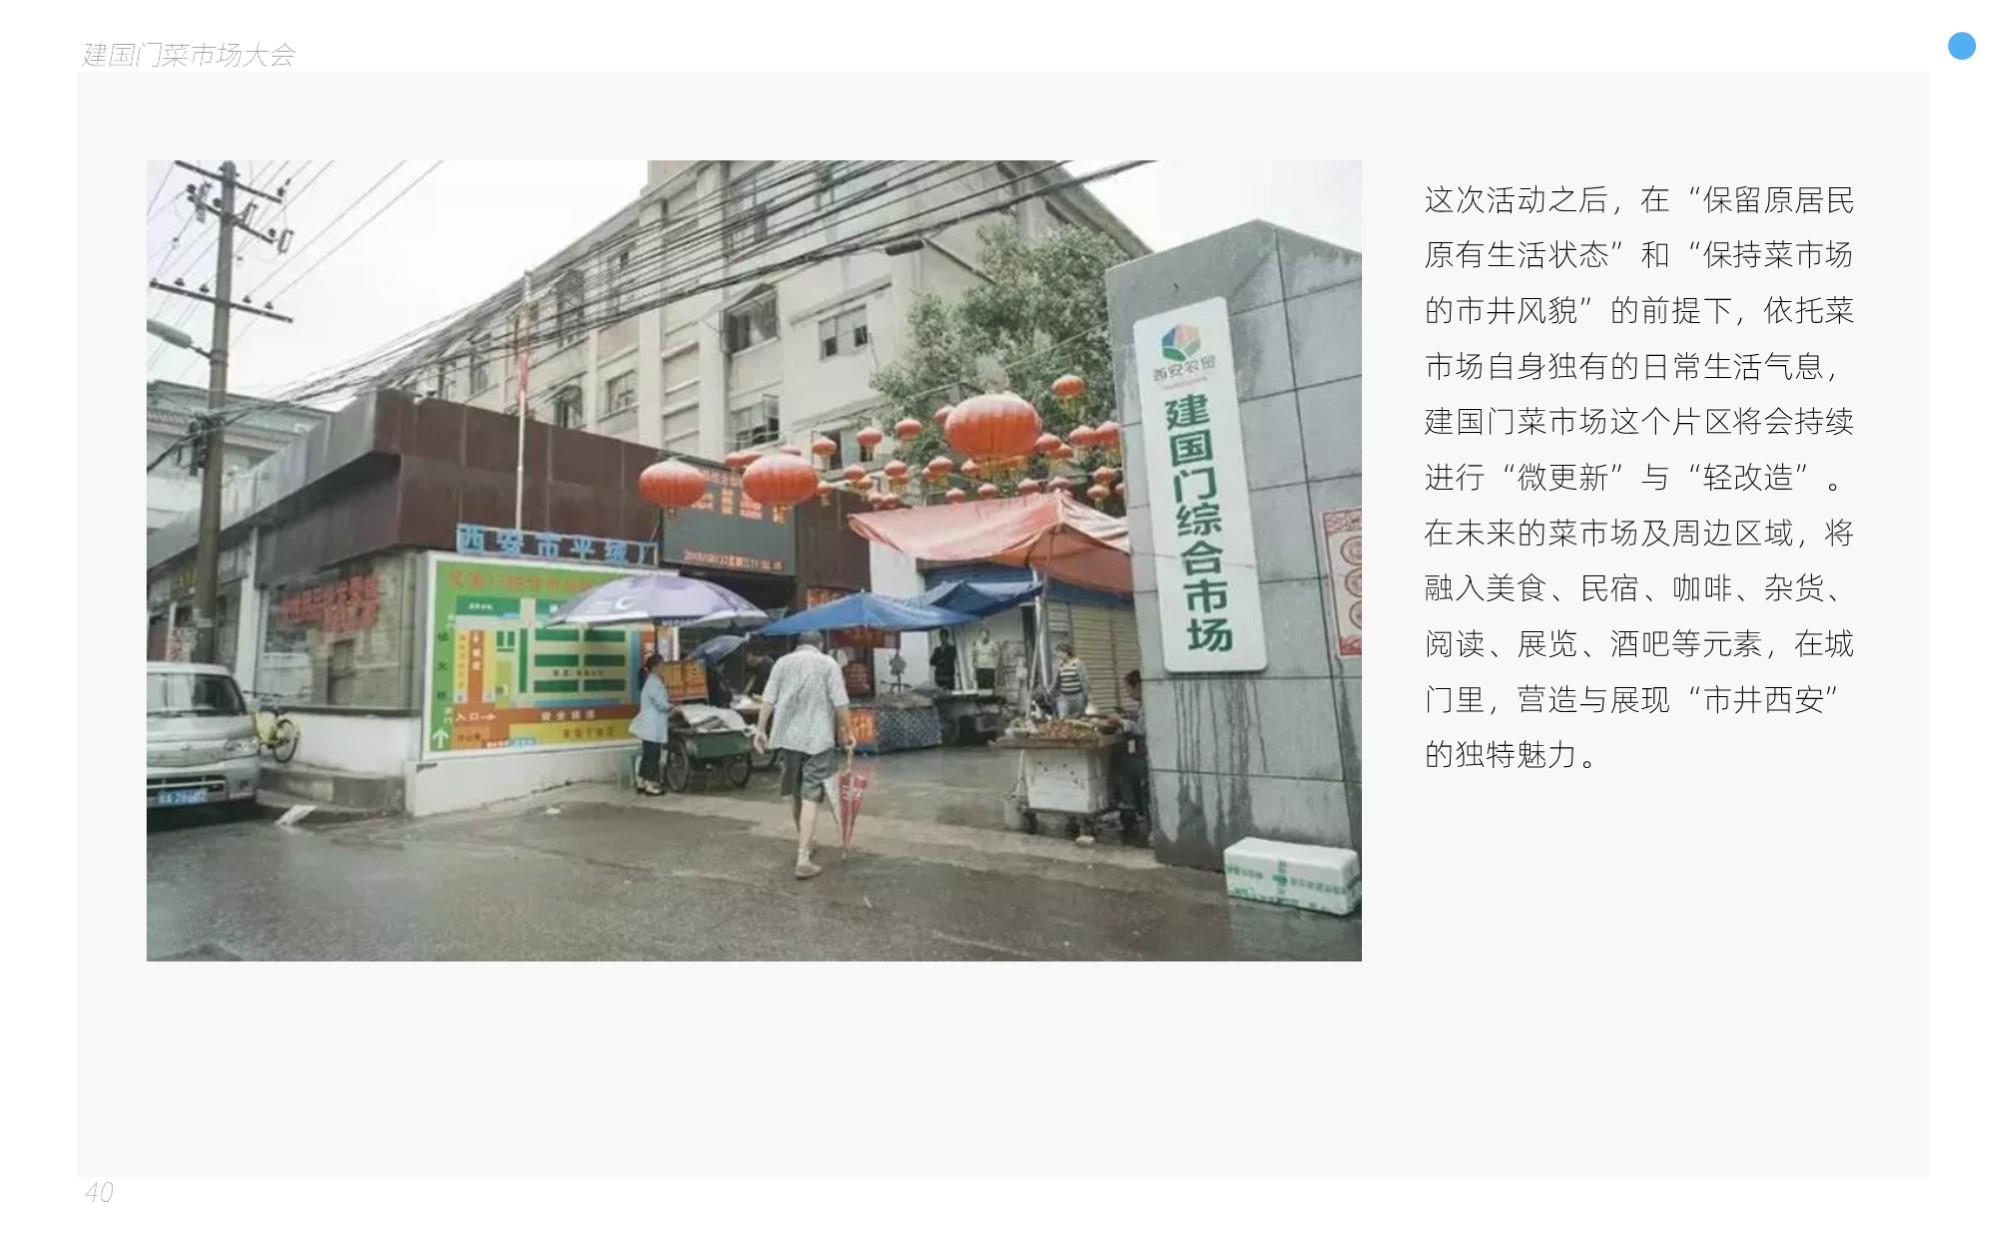 建国门菜市场大会
西安市平绒厂
西安农贸
建国门综合市场
入口
这次活动之后，在“保留原居民
原有生活状态”和“保持菜市场
的市井风貌”的前提下，依托菜
市场自身独有的日常生活气息，
建国门菜市场这个片区将会持续
进行“微更新”与“轻改造”。
在未来的菜市场及周边区域，将
融入美食、民宿、咖啡、杂货、
阅读、展览、酒吧等元素，在城
门里，营造与展现“市井西安”
的独特魅力。
40